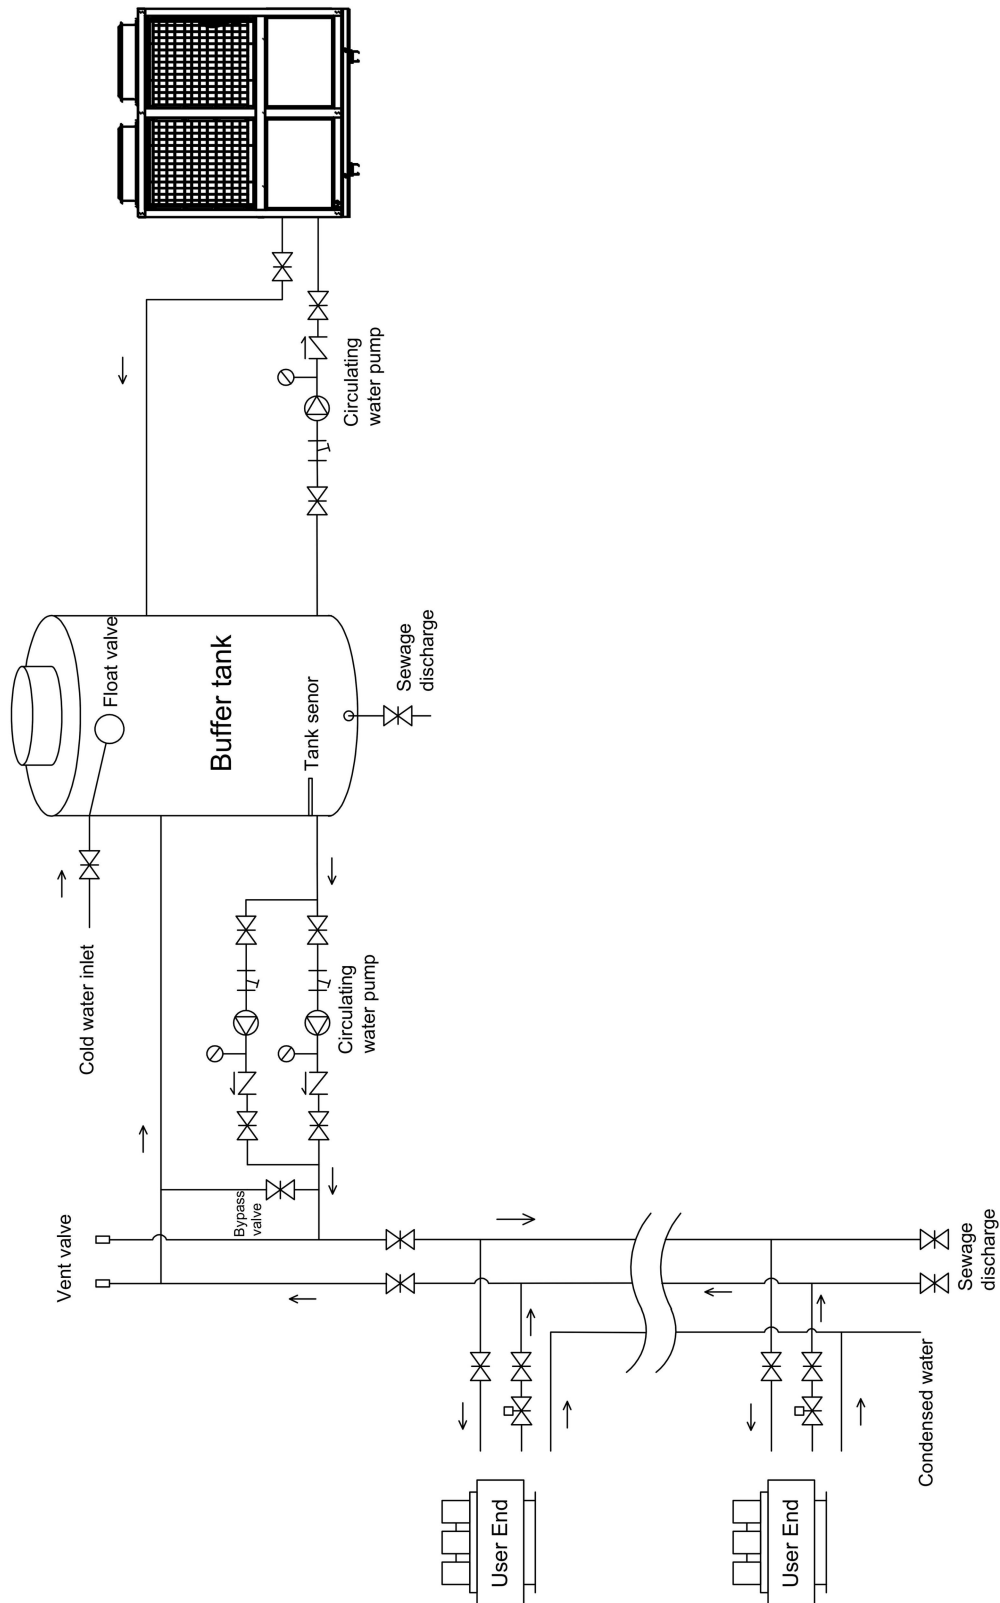 Circulating
water pump
Float valve
Buffer tank
Tank senor
Sewage
discharge
Cold water inlet
Circulating
water pump
Bypass
valve
Vent valve
Sewage
discharge
Condensed water
User End
User End